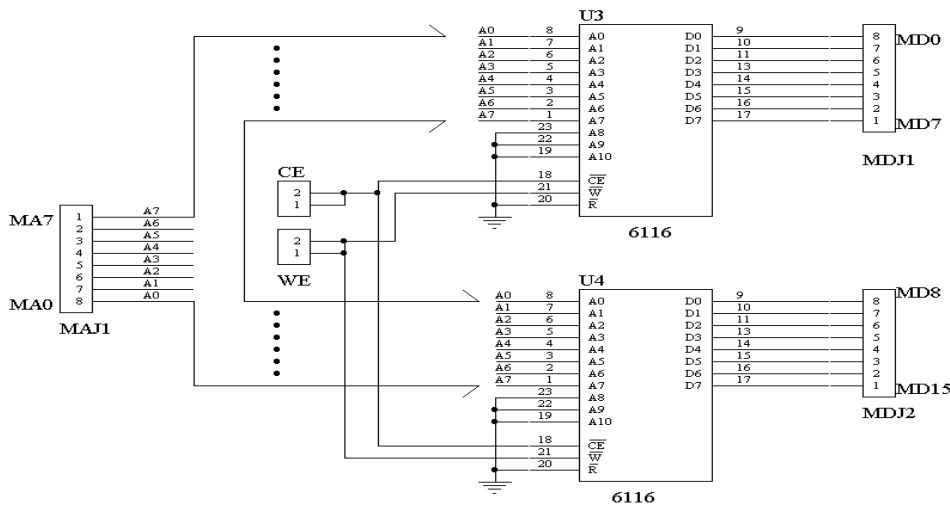 U3
A0 8 A0 D0 9 8 MD0
A1 7 A1 D1 10 7
A2 6 A2 D2 11 6
A3 5 A3 D3 13 5
A4 4 A4 D4 14 4
A5 3 A5 D5 15 3
A6 2 A6 D6 16 2
A7 1 A7 D7 17 1 MD7
23 A8
22 A9
19 A10
MDJ1
18 CE
21 W
20 R
6116
CE
2
1
2
1
WE
MA7 1 A7
2 A6
3 A5
4 A4
5 A3
6 A2
7 A1
MA0 8 A0
MAJ1
U4
A0 8 A0 D0 9 8 MD8
A1 7 A1 D1 10 7
A2 6 A2 D2 11 6
A3 5 A3 D3 13 5
A4 4 A4 D4 14 4
A5 3 A5 D5 15 3
A6 2 A6 D6 16 2
A7 1 A7 D7 17 1 MD15
23 A8
22 A9
19 A10
MDJ2
18 CE
21 W
20 R
6116